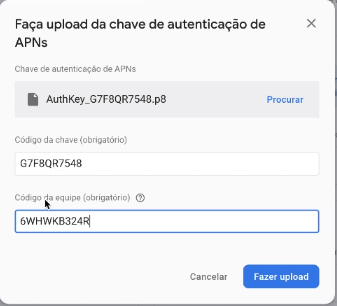 Faça upload da chave de autenticação de
APNs
Chave de autenticação de APNs
AuthKey_G7F8QR7548.p8
Procurar
Código da chave (obrigatório)
G7F8QR7548
Código da equipe (obrigatório)
6WHWKB324R
Cancelar
Fazer upload